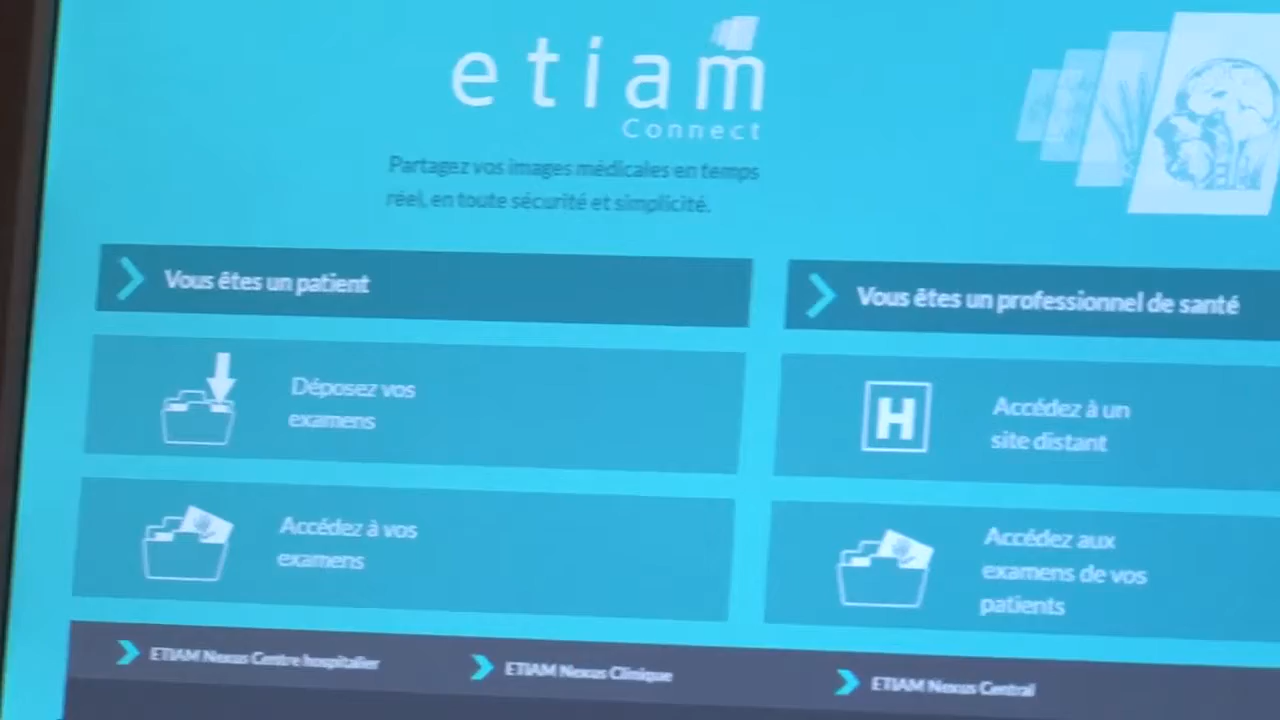 etiam
Connect
Partagez vos images médicales en temps
réel, en toute sécurité et simplicité.
Vous êtes un patient
Déposez vos
examens
Accédez à vos
examens
Vous êtes un professionnel de santé
H
Accédez à un
site distant
Accédez aux
examens de vos
patients
ETIAM Nexus Centre hospitalier
ETIAM Nexus Clinique
ETIAM Nexus Central